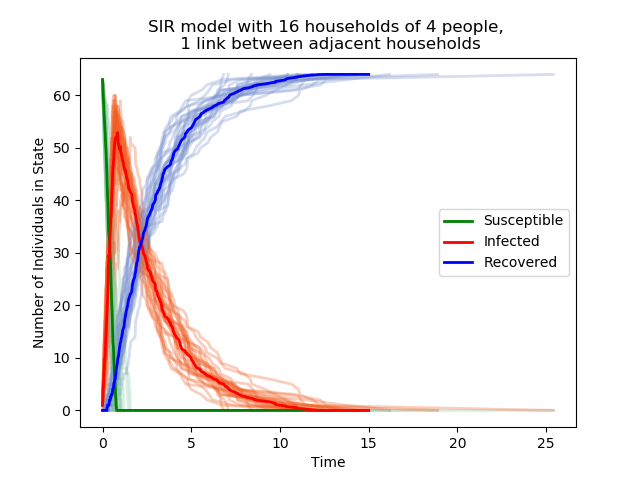 SIR model with 16 households of 4 people,
1 link between adjacent households
Number of Individuals in State
60
50
40
30
20
10
0
Susceptible
Infected
Recovered
0 5 10 15 20 25
Time